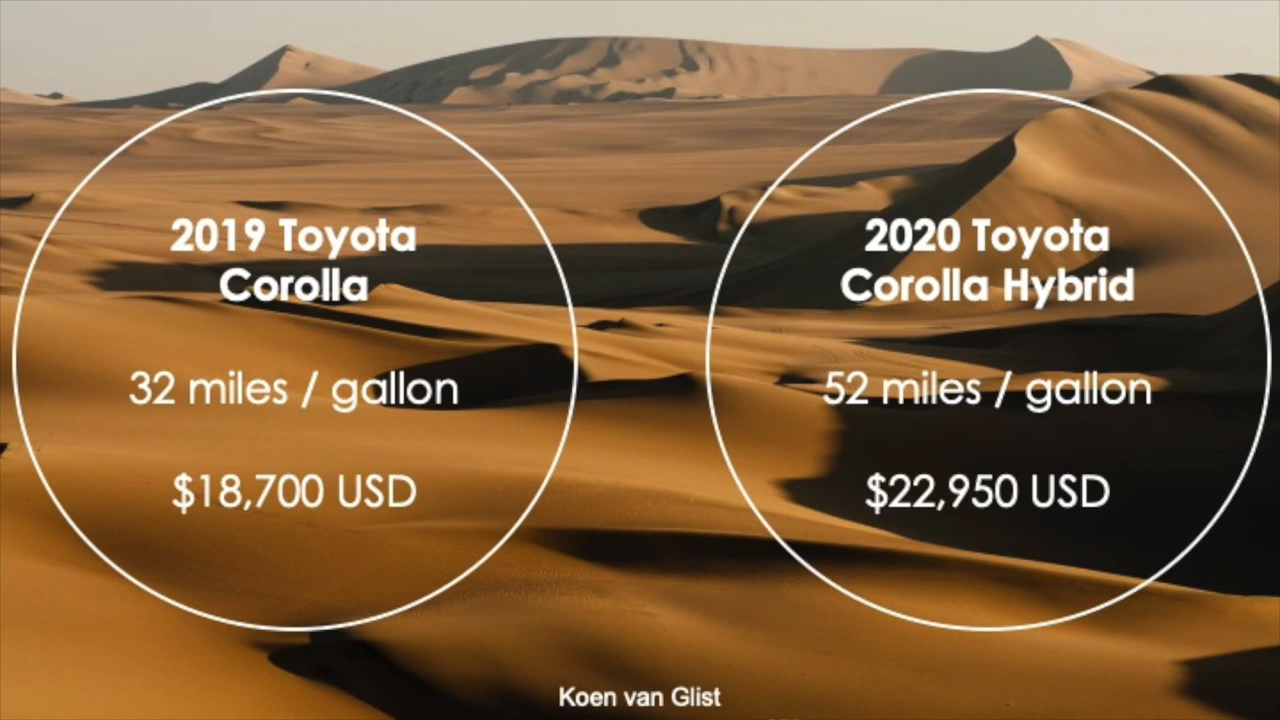 2019 Toyota
Corolla
32 miles / gallon
$18,700 USD
2020 Toyota
Corolla Hybrid
52 miles / gallon
$22,950 USD
Koen van Glist